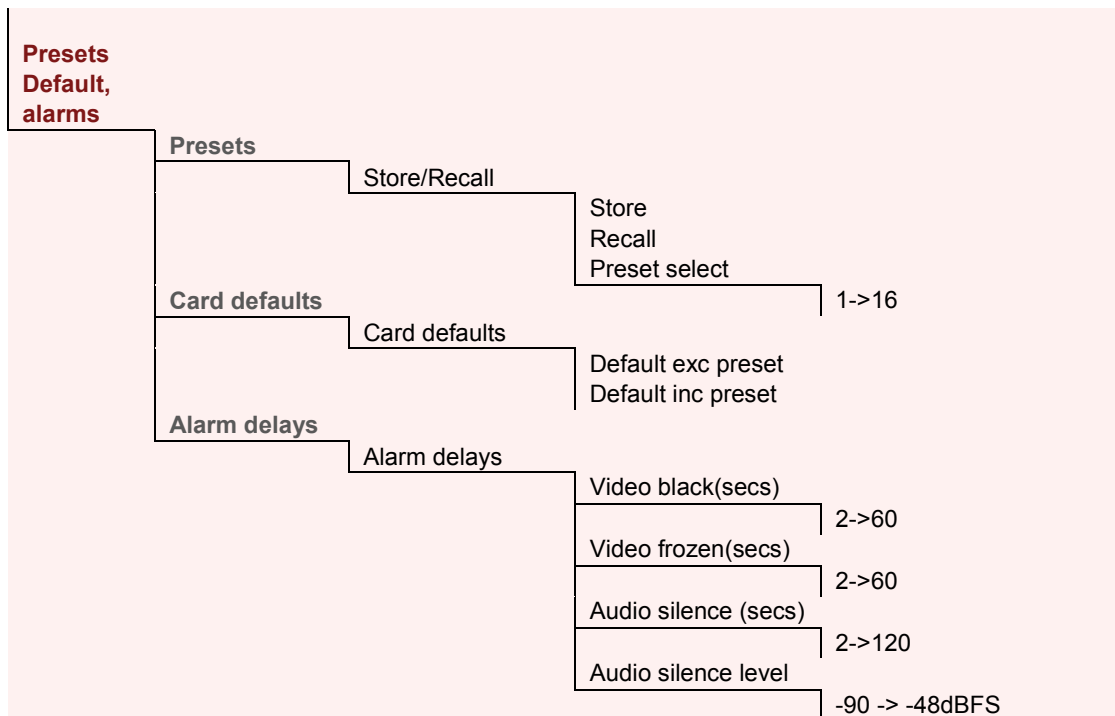 Presets
Default,
alarms
Presets
Store/Recall
Store
Recall
Preset select
1->16
Card defaults
Card defaults
Default exc preset
Default inc preset
Alarm delays
Alarm delays
Video black(secs)
2->60
Video frozen(secs)
2->60
Audio silence (secs)
2->120
Audio silence level
-90 -> -48dBFS